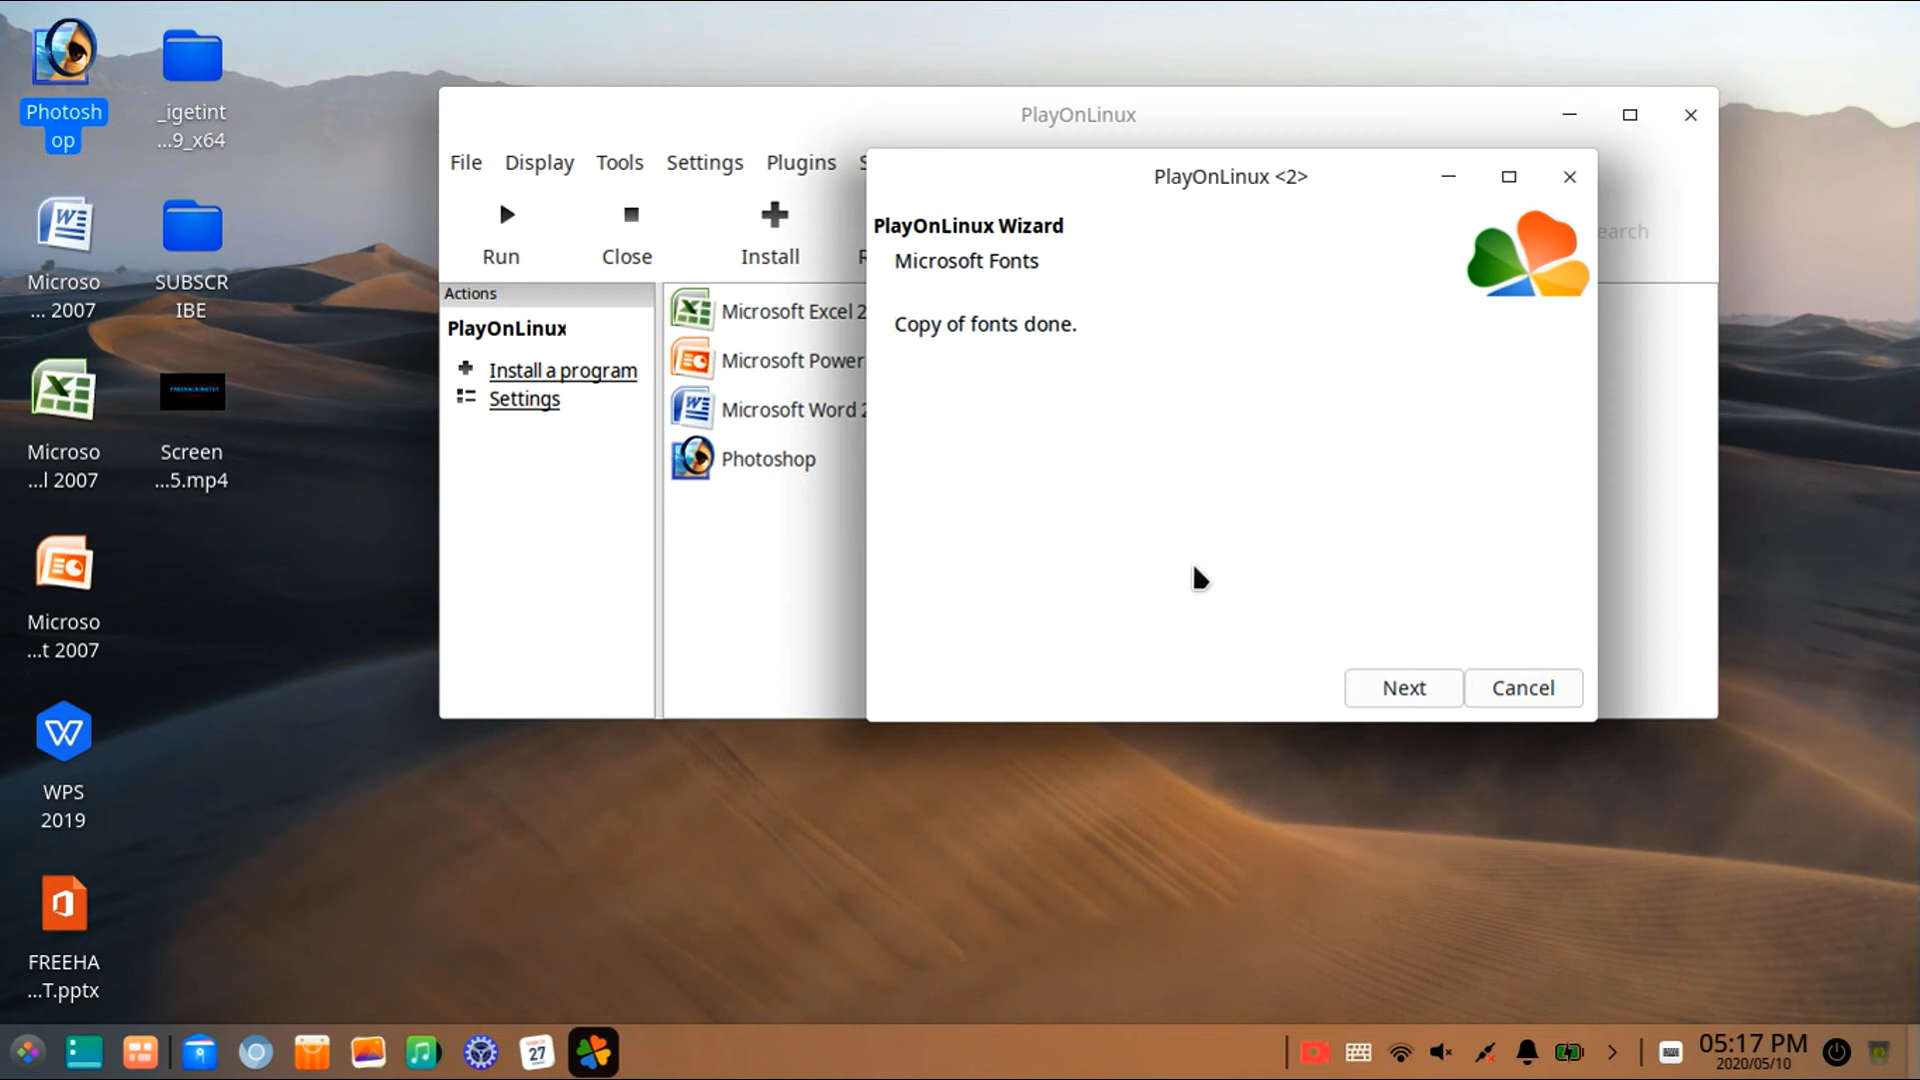 Photosh
op
_igetint
...9_x64
Microso
... 2007
SUBSCR
IBE
Microso
...l 2007
Screen
...5.mp4
Microso
...t 2007
WPS
2019
FREEHA
...T.pptx
PlayOnLinux
File Display Tools Settings Plugins S
Run Close Install R earch
Actions
PlayOnLinux
Install a program
Settings
Microsoft Excel 2
Microsoft Power
Microsoft Word 2
Photoshop
PlayOnLinux <2>
PlayOnLinux Wizard
Microsoft Fonts
Copy of fonts done.
Next Cancel
27
05:17 PM
2020/05/10